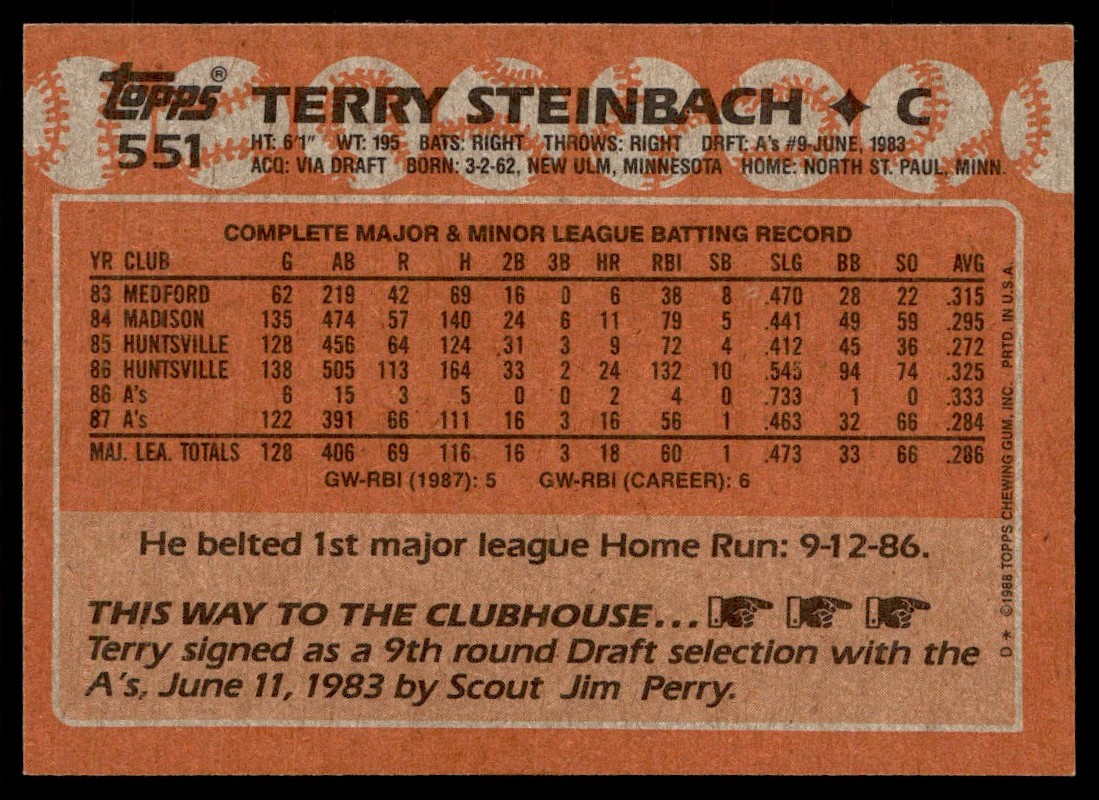 topps®
551
TERRY STEINBACH ✦ C
HT: 6'1" WT: 195 BATS: RIGHT THROWS: RIGHT DRFT: A's #9-JUNE, 1983
ACQ: VIA DRAFT BORN: 3-2-62, NEW ULM, MINNESOTA HOME: NORTH ST. PAUL, MINN.
COMPLETE MAJOR & MINOR LEAGUE BATTING RECORD
YR CLUB G AB R H 2B 3B HR RBI SB SLG BB SO AVG
83 MEDFORD 62 219 42 69 16 0 6 38 8 .470 28 22 .315
84 MADISON 135 474 57 140 24 6 11 79 5 .441 49 59 .295
85 HUNTSVILLE 128 456 64 124 31 3 9 72 4 .412 45 36 .272
86 HUNTSVILLE 138 505 113 164 33 2 24 132 10 .545 94 74 .325
86 A's 6 15 3 5 0 0 2 4 0 .733 1 0 .333
87 A's 122 391 66 111 16 3 16 56 1 .463 32 66 .284
MAJ. LEA. TOTALS 128 406 69 116 16 3 18 60 1 .473 33 66 .286
GW-RBI (1987): 5 GW-RBI (CAREER): 6
He belted 1st major league Home Run: 9-12-86.
THIS WAY TO THE CLUBHOUSE...
Terry signed as a 9th round Draft selection with the
A's, June 11, 1983 by Scout Jim Perry.
D* ©1988 TOPPS CHEWING GUM, INC. PRTD. IN U.S.A.